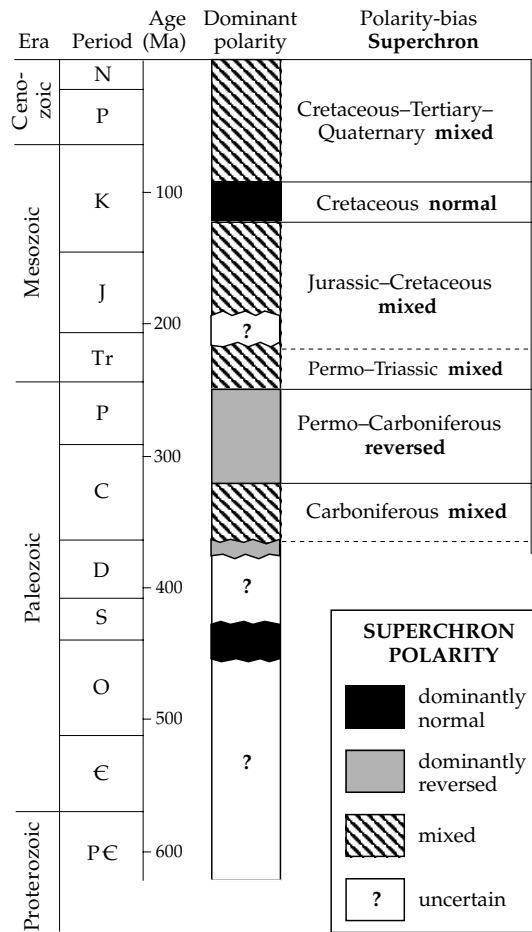 Era
Period
Age
(Ma)
Dominant
polarity
Polarity-bias
Superchron
Ceno-
zoic
Mesozoic
Paleozoic
Proterozoic
N
P
K
J
Tr
P
C
D
S
O
Є
PЄ
100
200
300
400
500
600
?
?
?
Cretaceous–Tertiary–
Quaternary mixed
Cretaceous normal
Jurassic–Cretaceous
mixed
Permo–Triassic mixed
Permo–Carboniferous
reversed
Carboniferous mixed
SUPERCHRON
POLARITY
dominantly
normal
dominantly
reversed
mixed
? uncertain